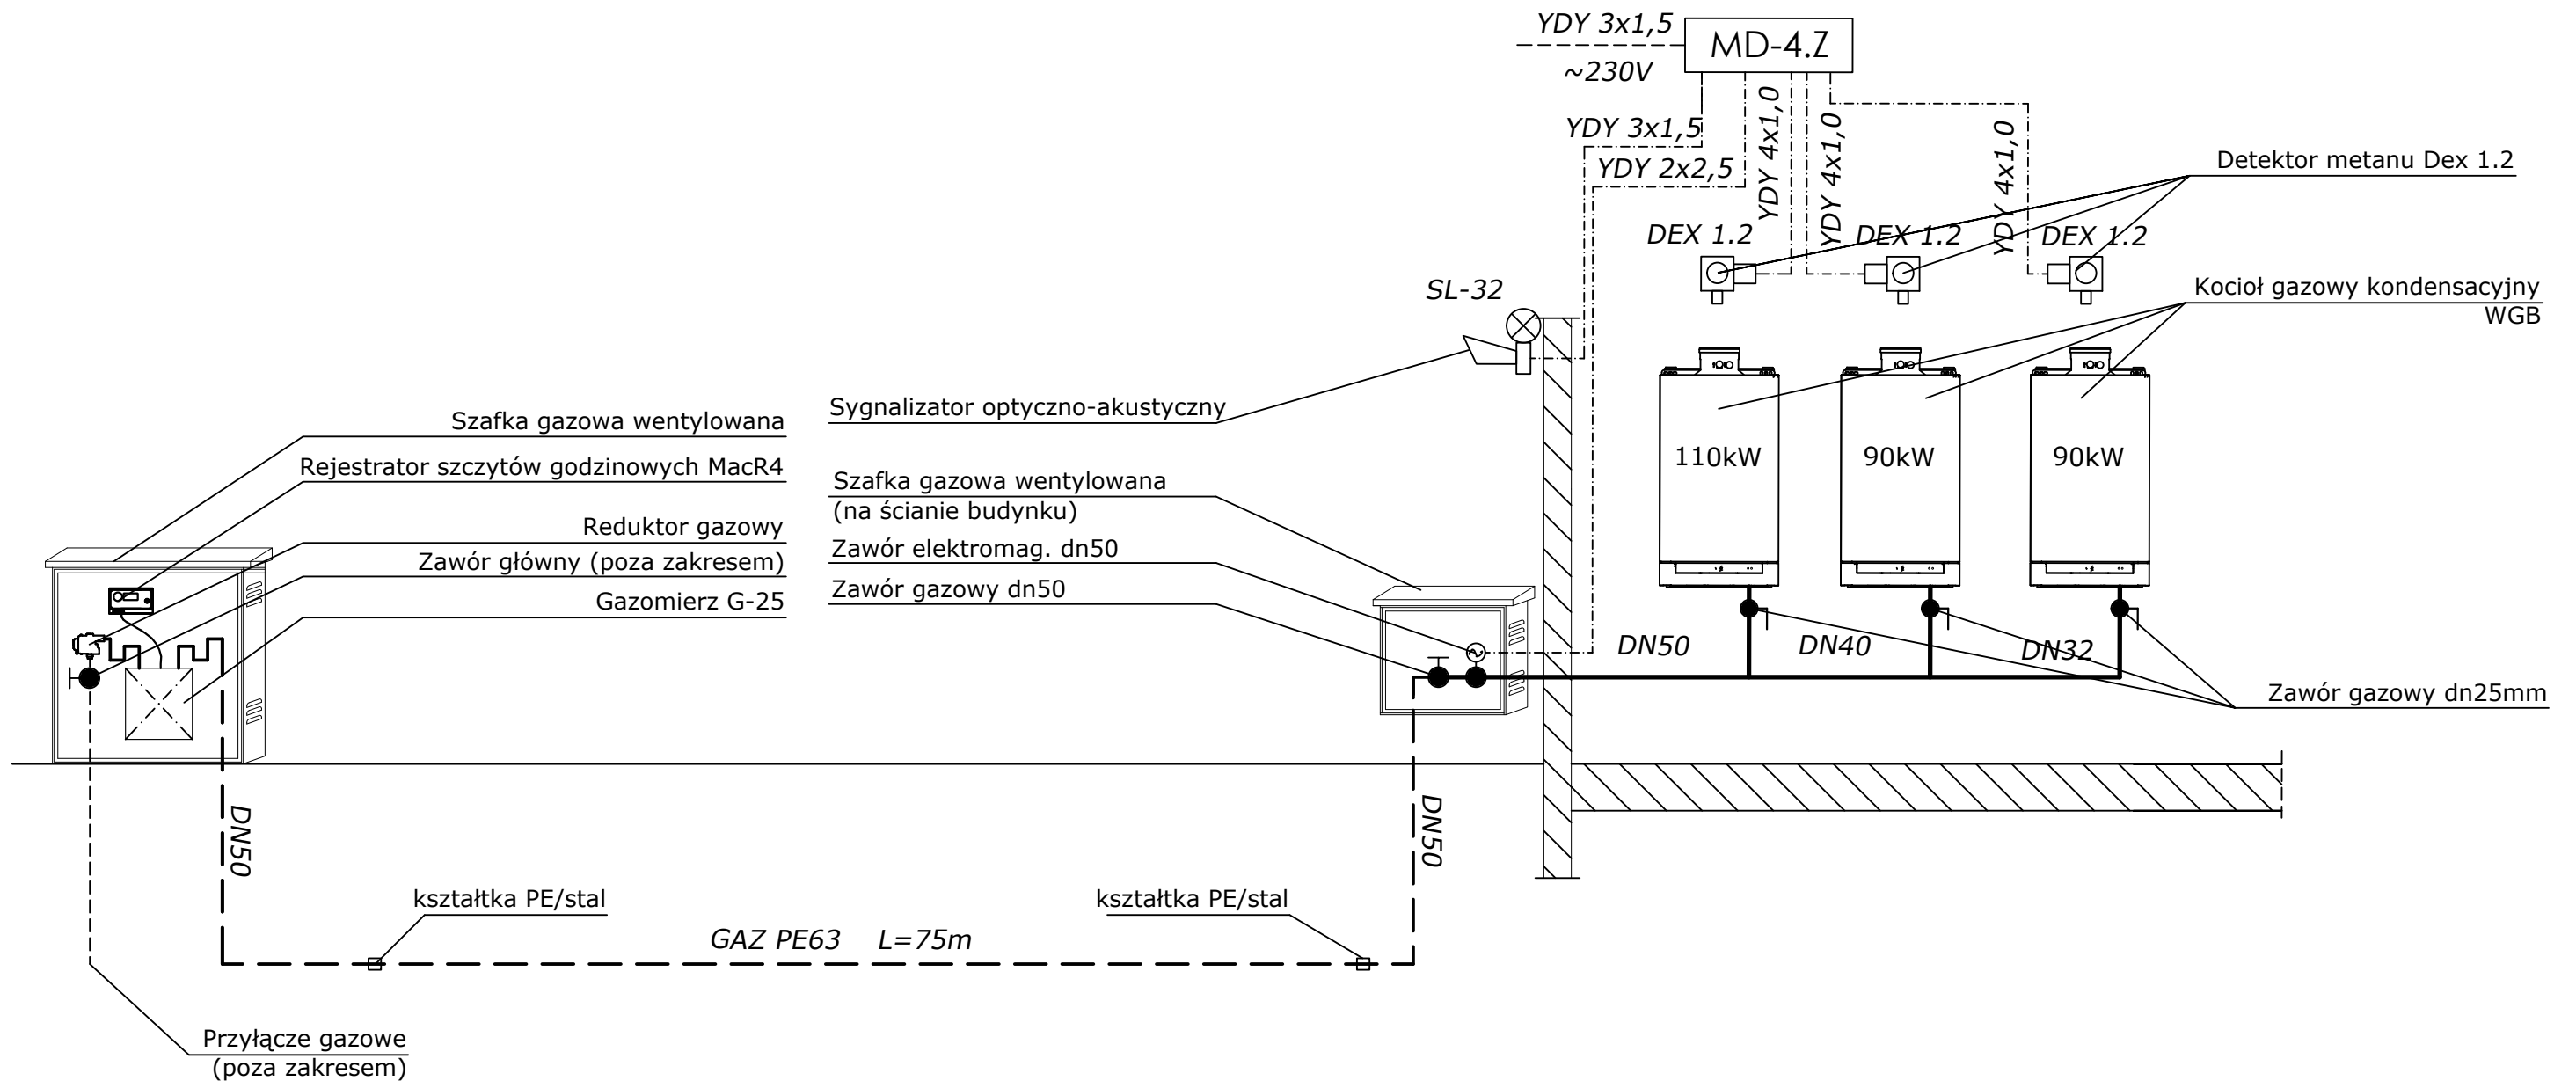 YDY 3x1,5
MD-4.Z
~230V
YDY 3x1,5
YDY 4x1,0
YDY 4x1,0
YDY 4x1,0
YDY 2x2,5
Detektor metanu Dex 1.2
DEX 1.2
DEX 1.2
DEX 1.2
SL-32
Kocioł gazowy kondensacyjny
WGB
Szafka gazowa wentylowana
Sygnalizator optyczno-akustyczny
Rejestrator szczytów godzinowych MacR4
Szafka gazowa wentylowana
(na ścianie budynku)
110kW
90kW
90kW
Reduktor gazowy
Zawór główny (poza zakresem)
Zawór elektromag. dn50
Gazomierz G-25
Zawór gazowy dn50
DN50
DN40
DN32
Zawór gazowy dn25mm
DN50
DN50
kształtka PE/stal
kształtka PE/stal
GAZ PE63 L=75m
Przyłącze gazowe
(poza zakresem)